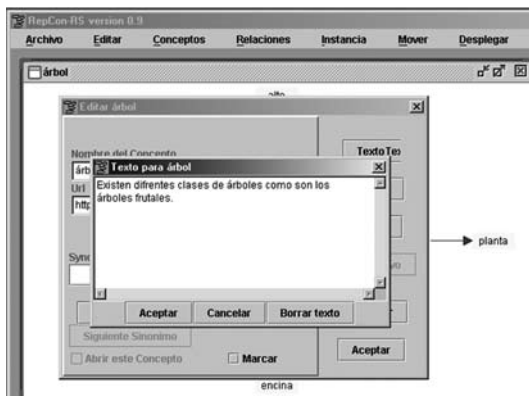 RepCon-RS version 0.9
Archivo Editar Conceptos Relaciones Instancia Mover Desplegar
árbol
Editar árbol
Nombre del Concepto
Texto para árbol
Existen difrentes clases de árboles como son los
árboles frutales.
Url
planta
Aceptar Cancelar Borrar texto
Siguiente Sinonimo
Abrir este Concepto
Marcar
Aceptar
encina